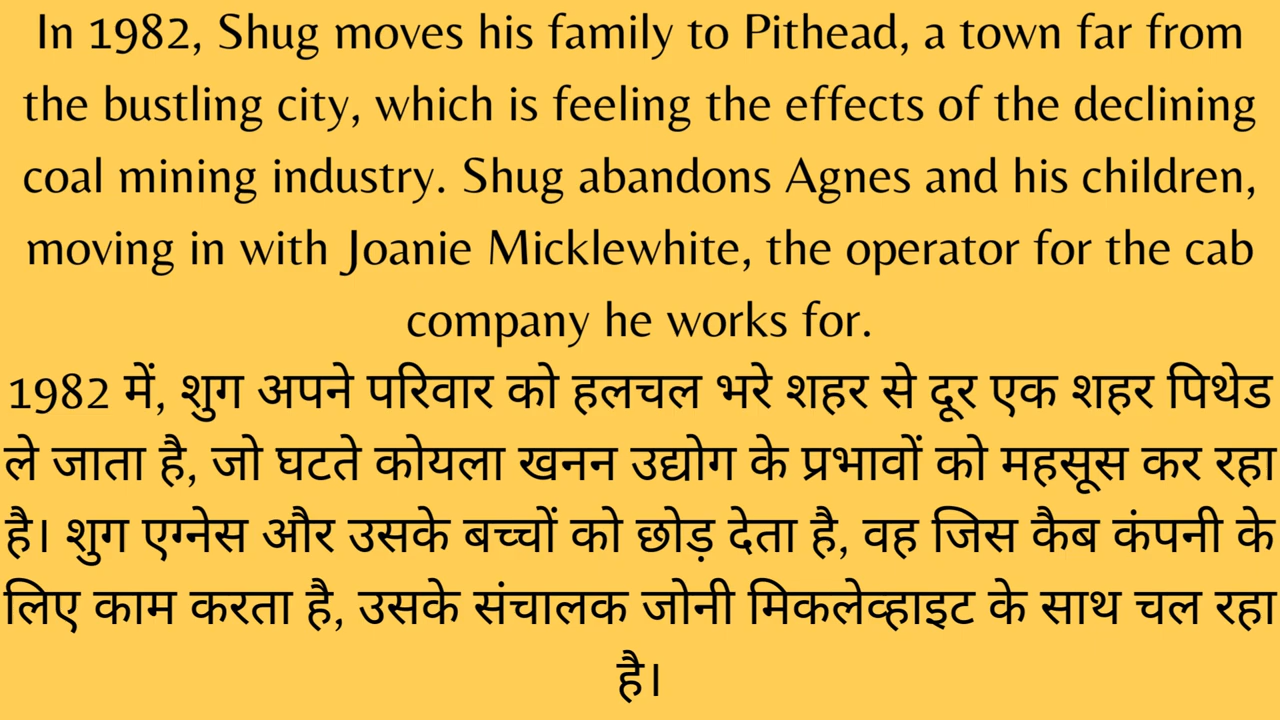 In 1982, Shug moves his family to Pithead, a town far from
the bustling city, which is feeling the effects of the declining
coal mining industry. Shug abandons Agnes and his children,
moving in with Joanie Micklewhite, the operator for the cab
company he works for.
1982 में, शुग अपने परिवार को हलचल भरे शहर से दूर एक शहर पिथेड
ले जाता है, जो घटते कोयला खनन उद्योग के प्रभावों को महसूस कर रहा
है। शुग एग्नेस और उसके बच्चों को छोड़ देता है, वह जिस कैब कंपनी के
लिए काम करता है, उसके संचालक जोनी मिकलेव्हाइट के साथ चल रहा
है।